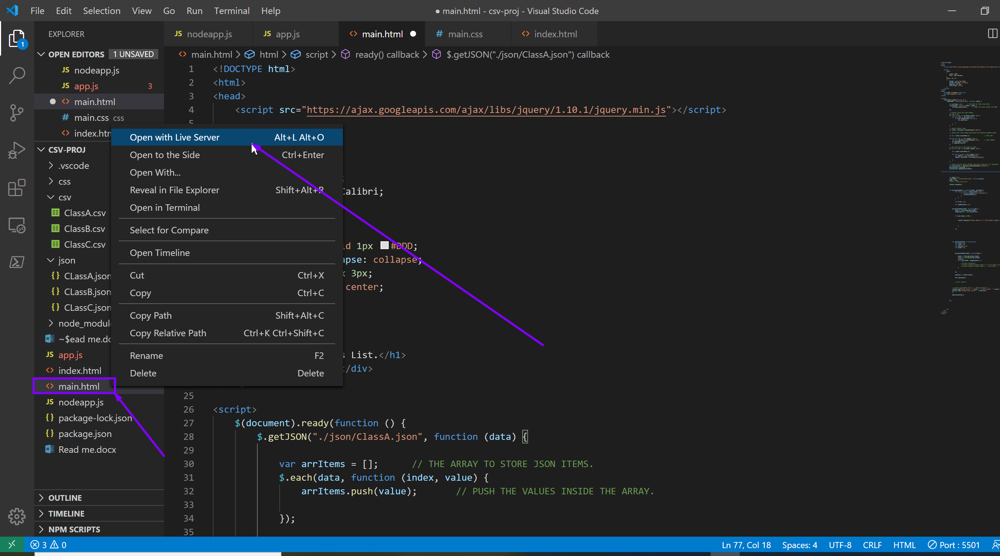 File Edit Selection View Go Run Terminal Help
● main.html - csv-proj - Visual Studio Code
EXPLORER
1
OPEN EDITORS 1 UNSAVED
JS nodeapp.js
JS app.js 3
<> main.html
# main.css css
<> index.htm
CSV-PROJ
.vscode
css
csv
ClassA.csv
ClassB.csv
ClassC.csv
json
{} CLassA.json
{} CLassB.json
{} CLassC.json
node_modul
~$ead me.do
JS app.js
<> index.html
<> main.html
JS nodeapp.js
{} package-lock.json
{} package.json
Read me.docx
OUTLINE
TIMELINE
NPM SCRIPTS
Open with Live Server Alt+L Alt+O
Open to the Side Ctrl+Enter
Open With...
Reveal in File Explorer Shift+Alt+R
Open in Terminal
Select for Compare
Open Timeline
Cut Ctrl+X
Copy Ctrl+C
Copy Path Shift+Alt+C
Copy Relative Path Ctrl+K Ctrl+Shift+C
Rename F2
Delete Delete
JS nodeapp.js JS app.js <> main.html ● # main.css <> index.html
<> main.html > html > script > ready() callback > $.getJSON("./json/ClassA.json") callback
1 <!DOCTYPE html>
2 <html>
3 <head>
4 <script src="https://ajax.googleapis.com/ajax/libs/jquery/1.10.1/jquery.min.js"></script>
5
;
Calibri;
id 1px #DDD;
apse: collapse;
x 3px;
center;
s List.</h1>
</div>
25
26 <script>
27 $(document).ready(function () {
28 $.getJSON("./json/ClassA.json", function (data) {
29
30 var arrItems = []; // THE ARRAY TO STORE JSON ITEMS.
31 $.each(data, function (index, value) {
32 arrItems.push(value); // PUSH THE VALUES INSIDE THE ARRAY.
33
34 });
35
3 0 Ln 77, Col 18 Spaces: 4 UTF-8 CRLF HTML Port : 5501